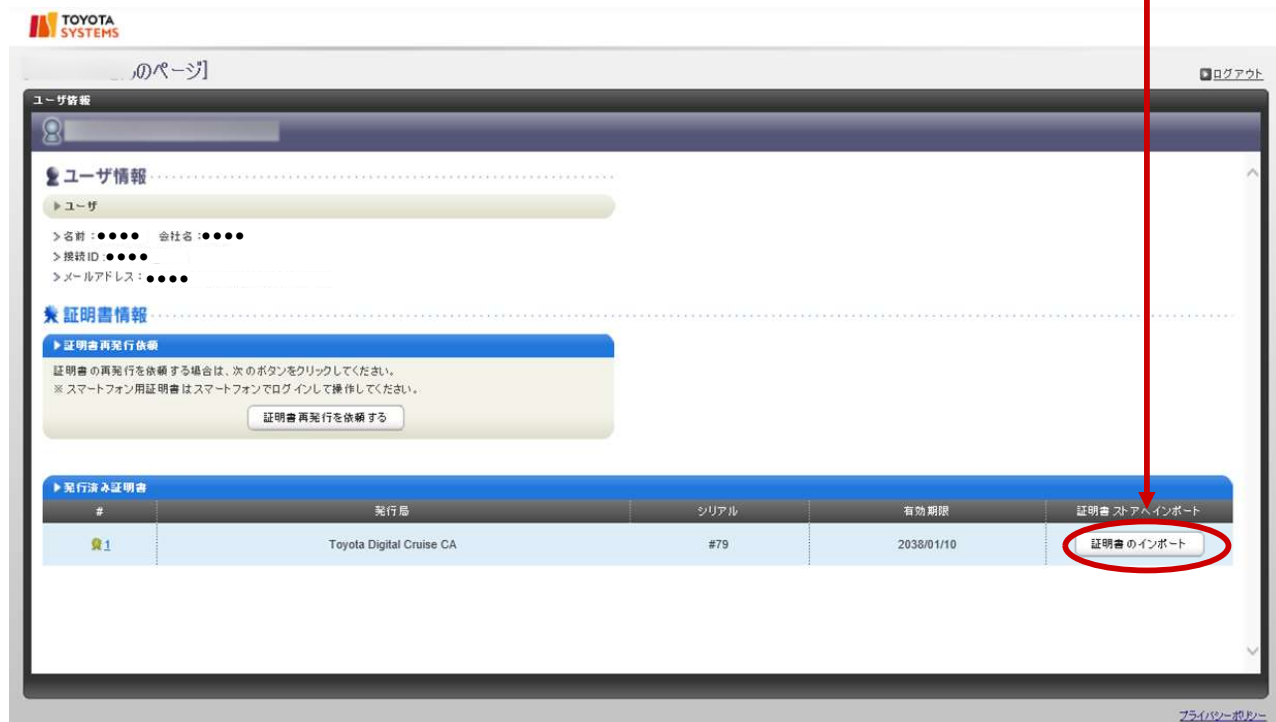 TOYOTA
SYSTEMS
のページ]
ログアウト
ユーザ情報
ユーザ情報
ユーザ
>名前：●●●● 会社名：●●●●
>接続ID：●●●●
>メールアドレス：●●●●
証明書情報
証明書再発行依頼
証明書の再発行を依頼する場合は、次のボタンをクリックしてください。
※スマートフォン用証明書はスマートフォンでログインして操作してください。
証明書再発行を依頼する
発行済み証明書
# 発行局 シリアル 有効期限 証明書ストアへインポート
1 Toyota Digital Cruise CA #79 2038/01/10 証明書のインポート
プライバシーポリシー